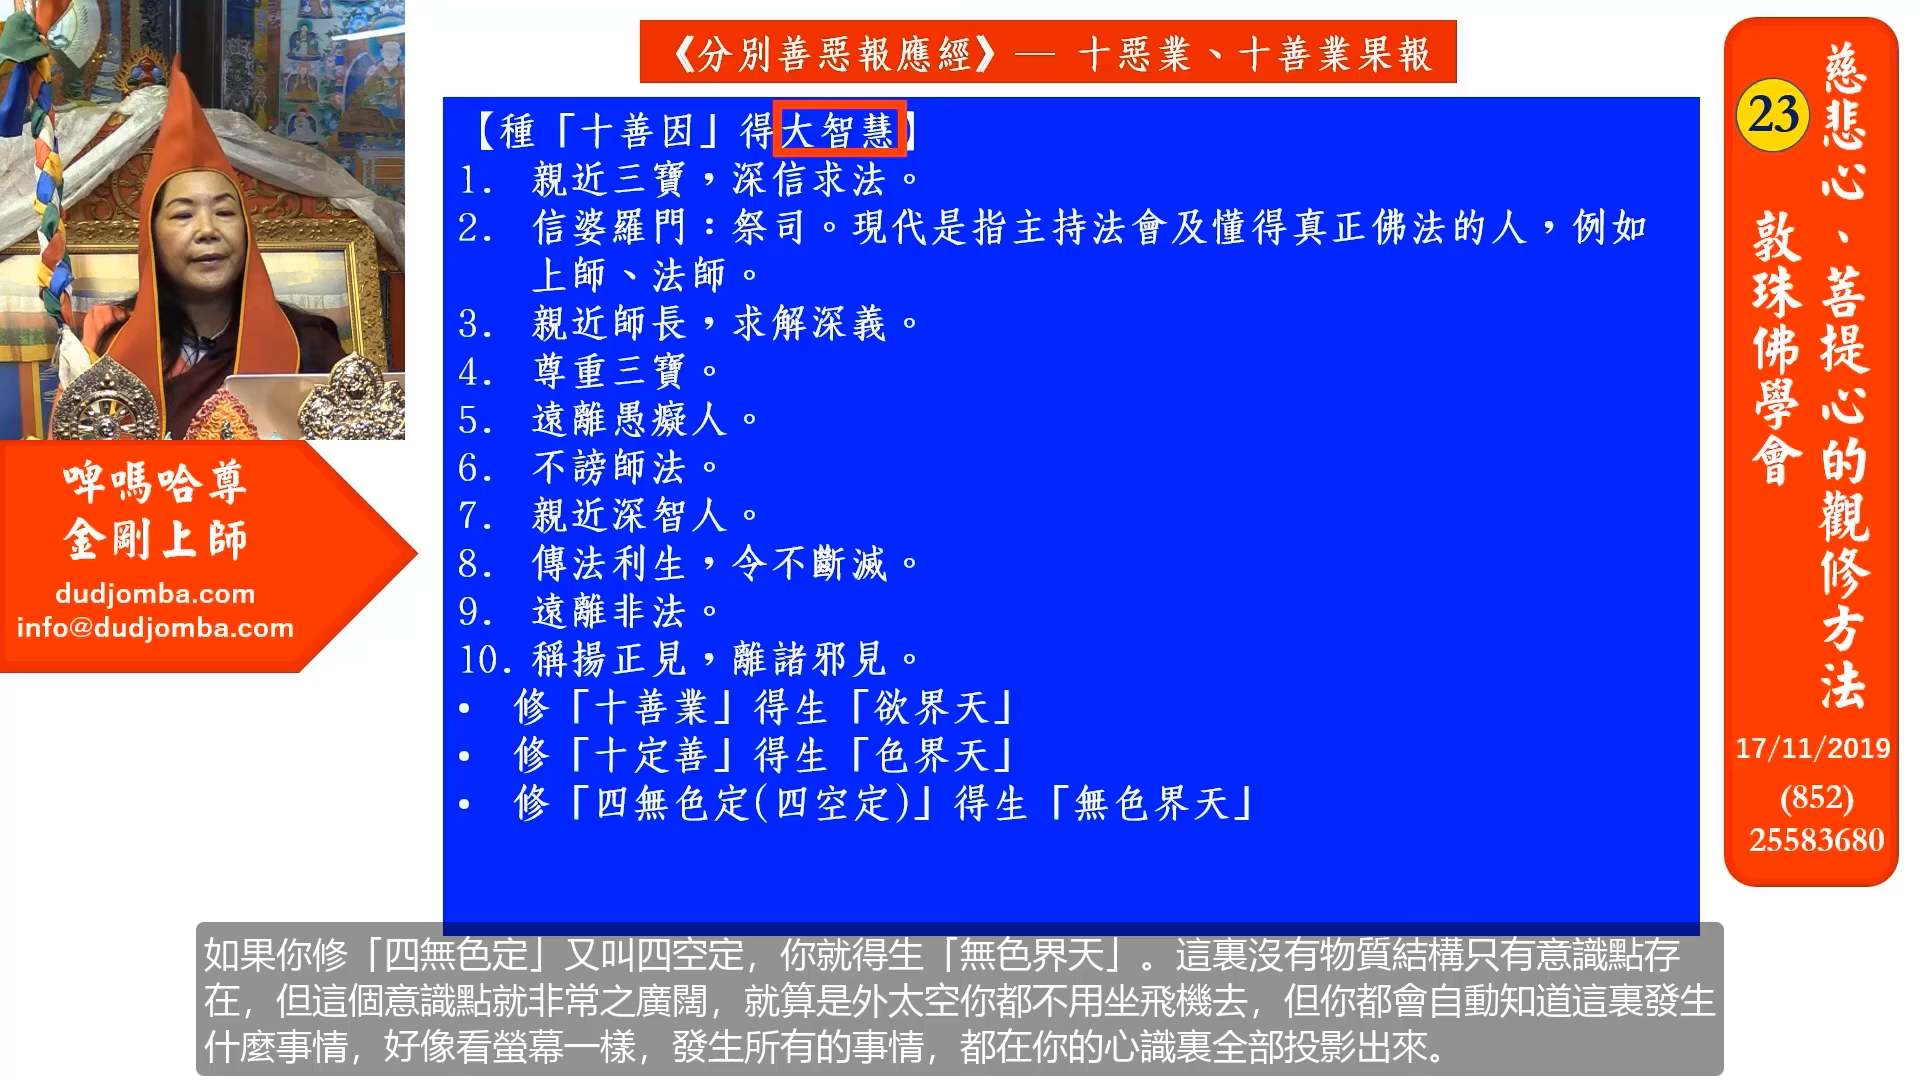 《分別善惡報應經》— 十惡業、十善業果報
【種「十善因」得大智慧】
1. 親近三寶，深信求法。
2. 信婆羅門：祭司。現代是指主持法會及懂得真正佛法的人，例如
上師、法師。
3. 親近師長，求解深義。
4. 尊重三寶。
5. 遠離愚癡人。
6. 不謗師法。
7. 親近深智人。
8. 傳法利生，令不斷滅。
9. 遠離非法。
10. 稱揚正見，離諸邪見。
• 修「十善業」得生「欲界天」
• 修「十定善」得生「色界天」
• 修「四無色定(四空定)」得生「無色界天」
啤嗎哈尊
金剛上師
dudjomba.com
info@dudjomba.com
慈悲心、菩提心的觀修方法
23
敦珠佛學會
17/11/2019
(852)
25583680
如果你修「四無色定」又叫四空定，你就得生「無色界天」。這裏沒有物質結構只有意識點存
在，但這個意識點就非常之廣闊，就算是外太空你都不用坐飛機去，但你都會自動知道這裏發生
什麼事情，好像看螢幕一樣，發生所有的事情，都在你的心識裏全部投影出來。